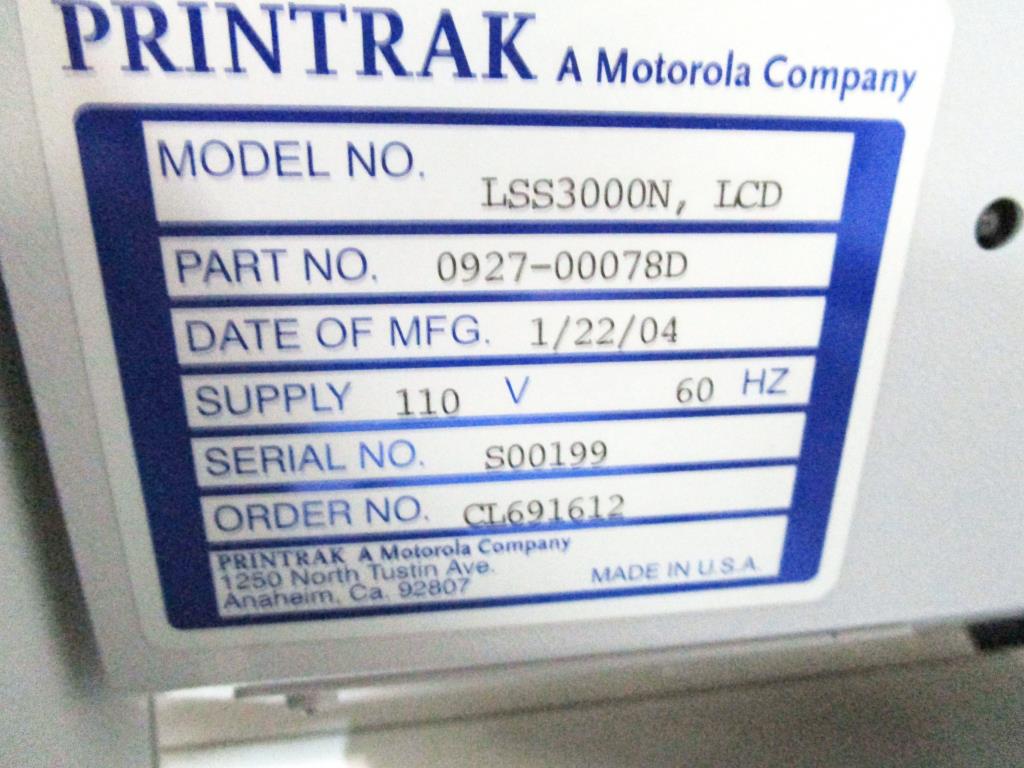 PRINTRAK A Motorola Company
MODEL NO. LSS3000N, LCD
PART NO. 0927-00078D
DATE OF MFG. 1/22/04
SUPPLY 110 V 60 HZ
SERIAL NO. S00199
ORDER NO. CL691612
PRINTRAK A Motorola Company
1250 North Tustin Ave.
Anaheim, Ca. 92807 MADE IN U.S.A.